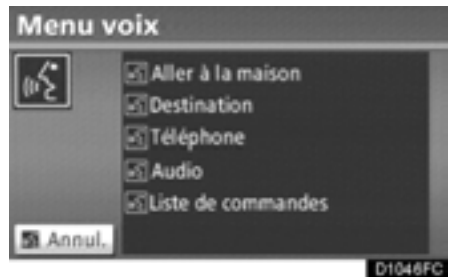 Menu voix
Aller à la maison
Destination
Téléphone
Audio
Liste de commandes
Annul.
D1046FC